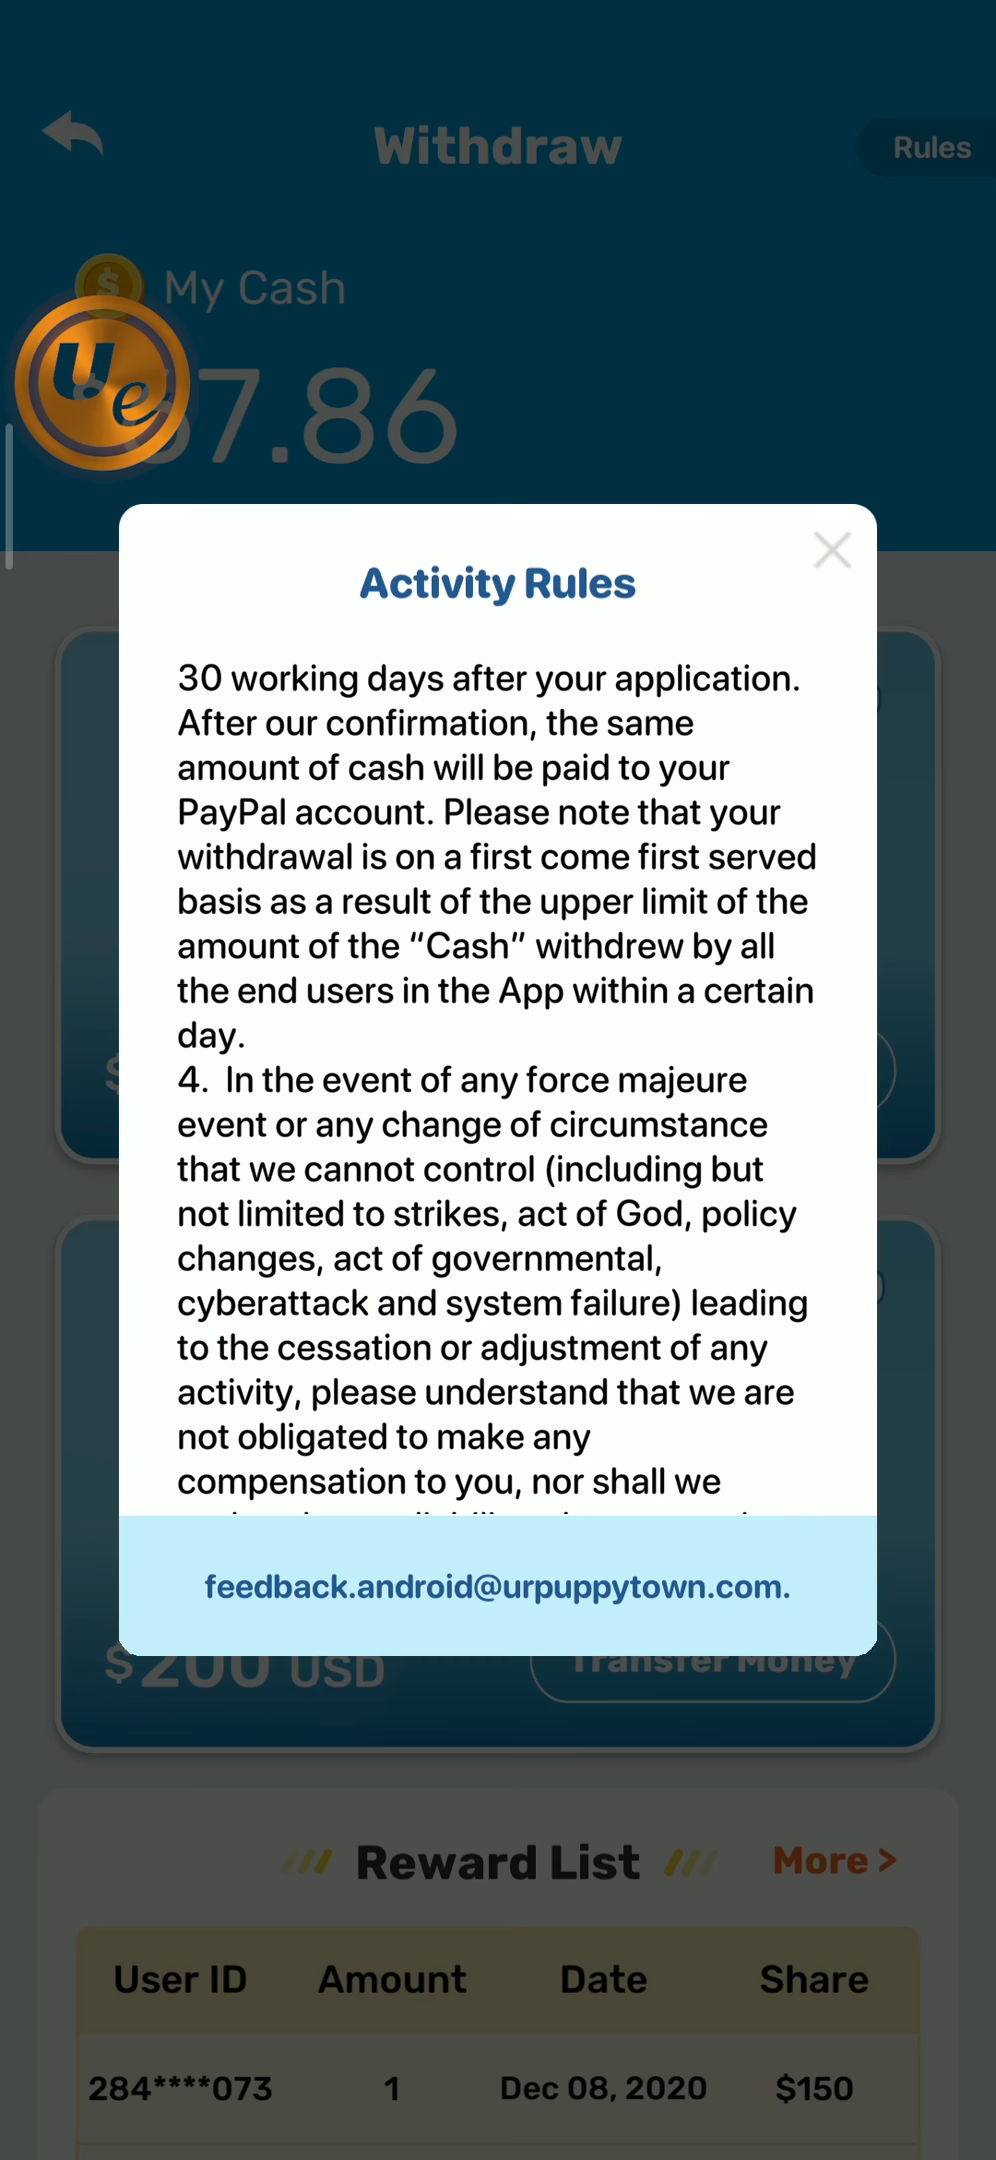 Withdraw
Rules
My Cash
Ue
7.86
Activity Rules
30 working days after your application.
After our confirmation, the same
amount of cash will be paid to your
PayPal account. Please note that your
withdrawal is on a first come first served
basis as a result of the upper limit of the
amount of the “Cash” withdrew by all
the end users in the App within a certain
day.
4. In the event of any force majeure
event or any change of circumstance
that we cannot control (including but
not limited to strikes, act of God, policy
changes, act of governmental,
cyberattack and system failure) leading
to the cessation or adjustment of any
activity, please understand that we are
not obligated to make any
compensation to you, nor shall we
feedback.android@urpuppytown.com.
$200 USD
Transfer Money
Reward List
More >
User ID Amount Date Share
284****073 1 Dec 08, 2020 $150